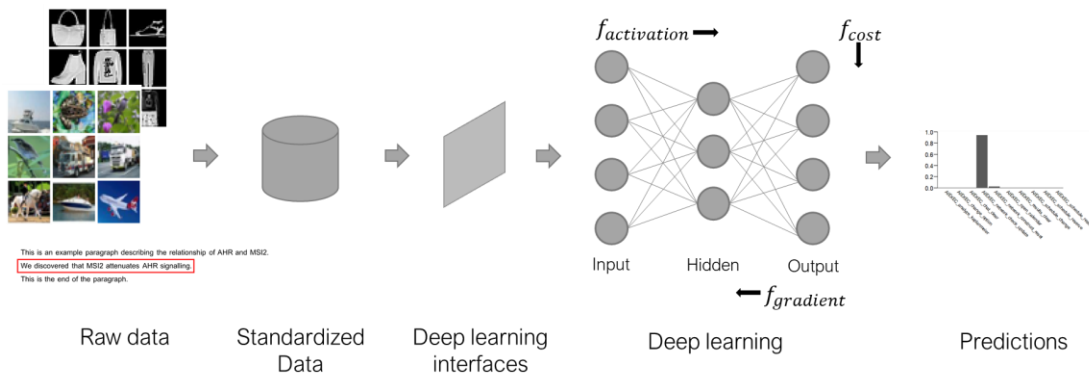 f_activation
f_cost
1.0
0.8
0.6
0.4
0.2
0.0
This is an example paragraph describing the relationship of AHR and MSI2.
We discovered that MSI2 attenuates AHR signalling.
This is the end of the paragraph.
Input
Hidden
Output
f_gradient
Raw data
Standardized
Data
Deep learning
interfaces
Deep learning
Predictions